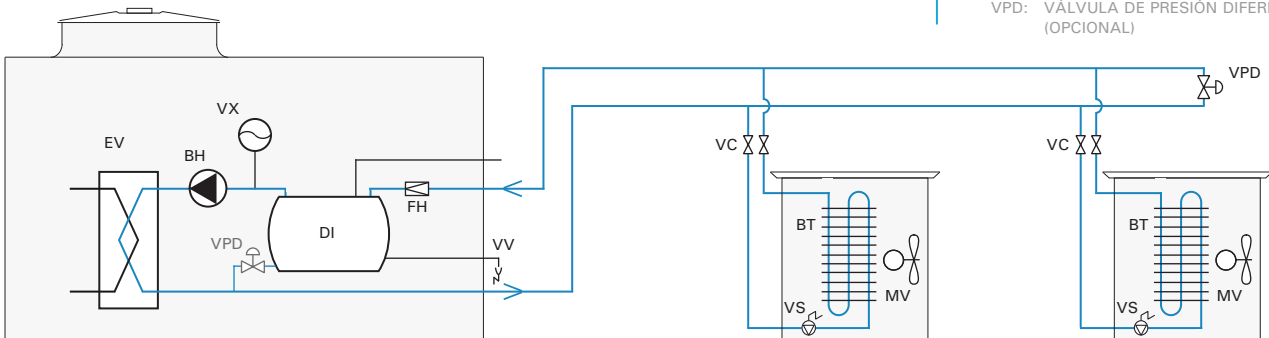 VPD: VÁLVULA DE PRESIÓN
(OPCIONAL)
VPD
VX
EV
BH
VC
VC
FH
BT
BT
DI
VPD
VV
MV
MV
VS
VS